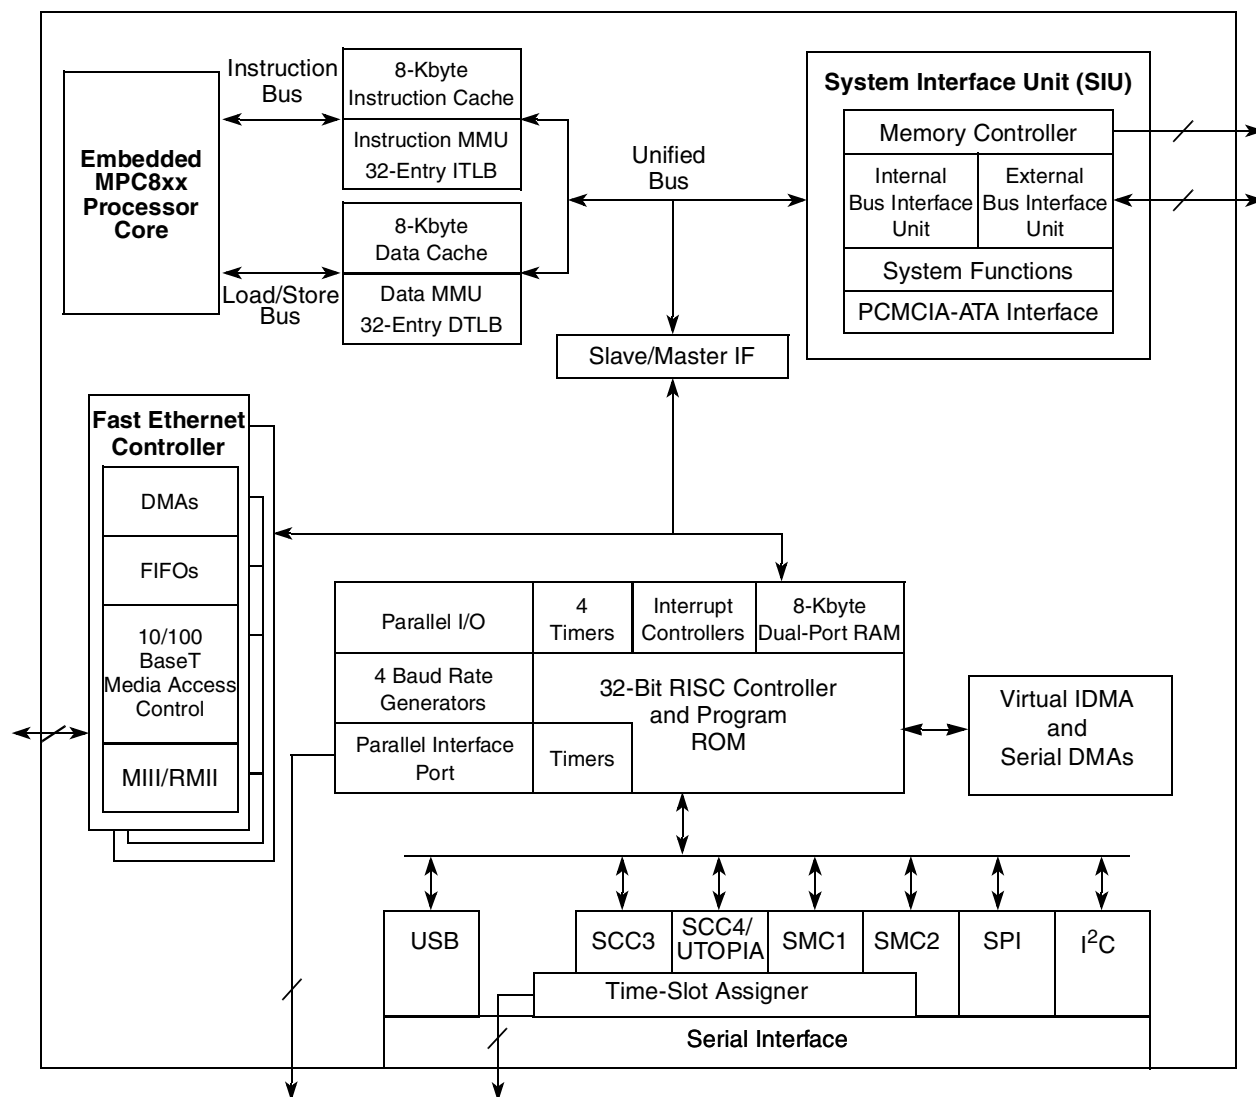 Instruction
Bus
8-Kbyte
Instruction Cache
Instruction MMU
32-Entry ITLB
Embedded
MPC8xx
Processor
Core
8-Kbyte
Data Cache
Data MMU
32-Entry DTLB
Load/Store
Bus
Unified
Bus
System Interface Unit (SIU)
Memory Controller
Internal
Bus Interface
Unit
External
Bus Interface
Unit
System Functions
PCMCIA-ATA Interface
Slave/Master IF
Fast Ethernet
Controller
DMAs
FIFOs
10/100
BaseT
Media Access
Control
MIII/RMII
Parallel I/O
4
Timers
Interrupt
Controllers
8-Kbyte
Dual-Port RAM
4 Baud Rate
Generators
32-Bit RISC Controller
and Program
ROM
Parallel Interface
Port
Timers
Virtual IDMA
and
Serial DMAs
USB
SCC3
SCC4/
UTOPIA
SMC1
SMC2
SPI
I²C
Time-Slot Assigner
Serial Interface